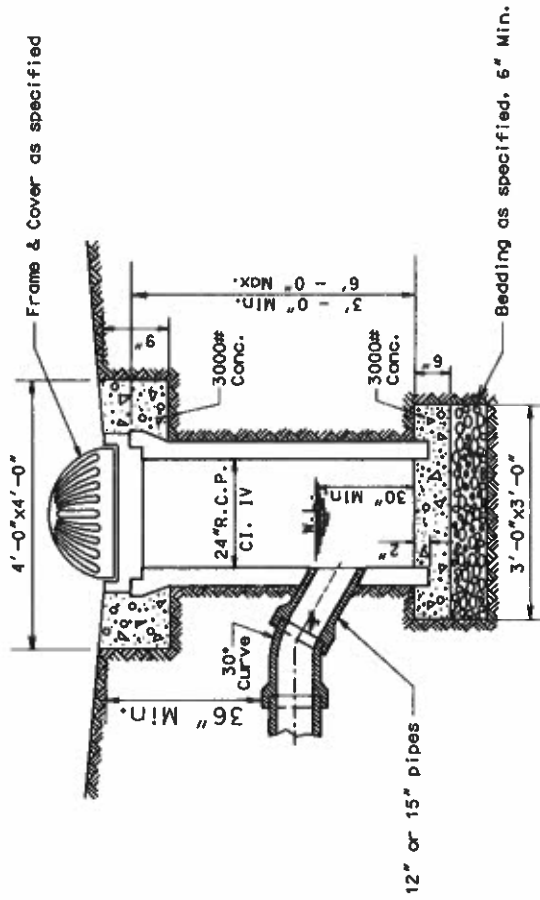 Frame & Cover as specified
4'-0"x4'-0"
9"
3000#
Conc.
3' - 0" Min.
6' - 0" Max.
24"R.C.P.
CI. IV
36" Min.
30°
Curve
30" Min
2"
3000#
Conc.
6"
12" or 15" pipes
3'-0"x3'-0"
Bedding as specified, 6" Min.